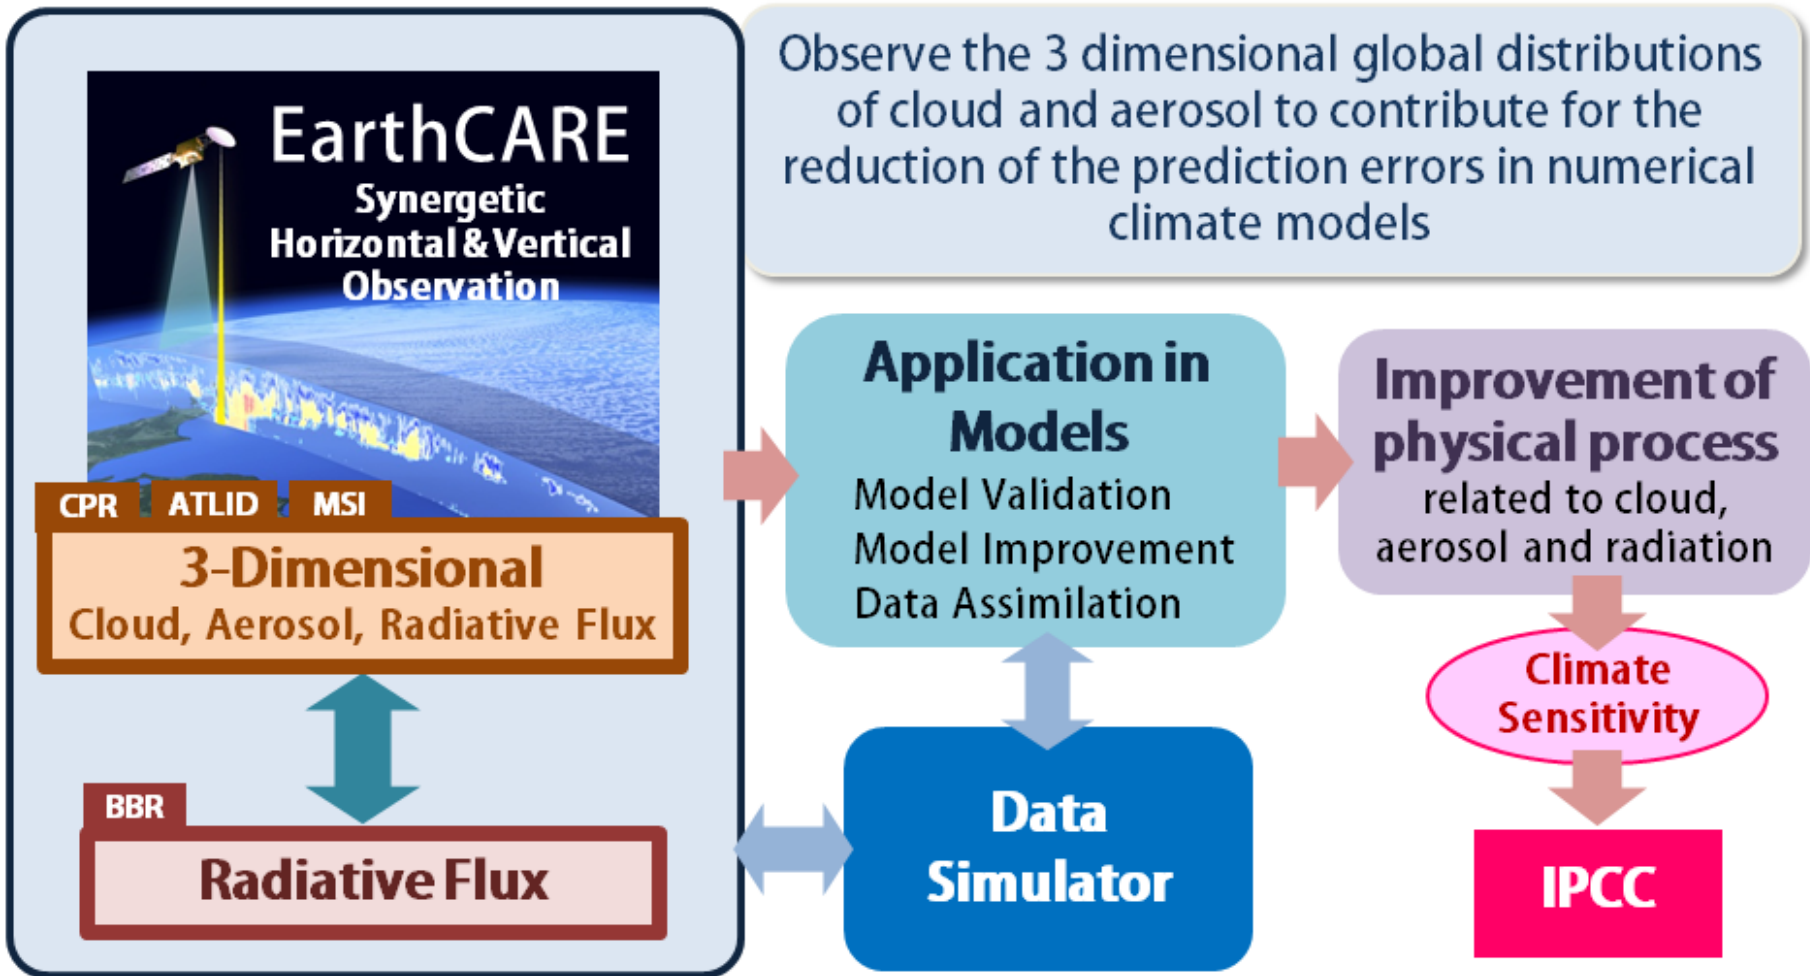 EarthCARE
Synergetic
Horizontal & Vertical
Observation
CPR
ATLID
MSI
3-Dimensional
Cloud, Aerosol, Radiative Flux
BBR
Radiative Flux
Observe the 3 dimensional global distributions
of cloud and aerosol to contribute for the
reduction of the prediction errors in numerical
climate models
Application in
Models
Model Validation
Model Improvement
Data Assimilation
Data
Simulator
Improvement of
physical process
related to cloud,
aerosol and radiation
Climate
Sensitivity
IPCC